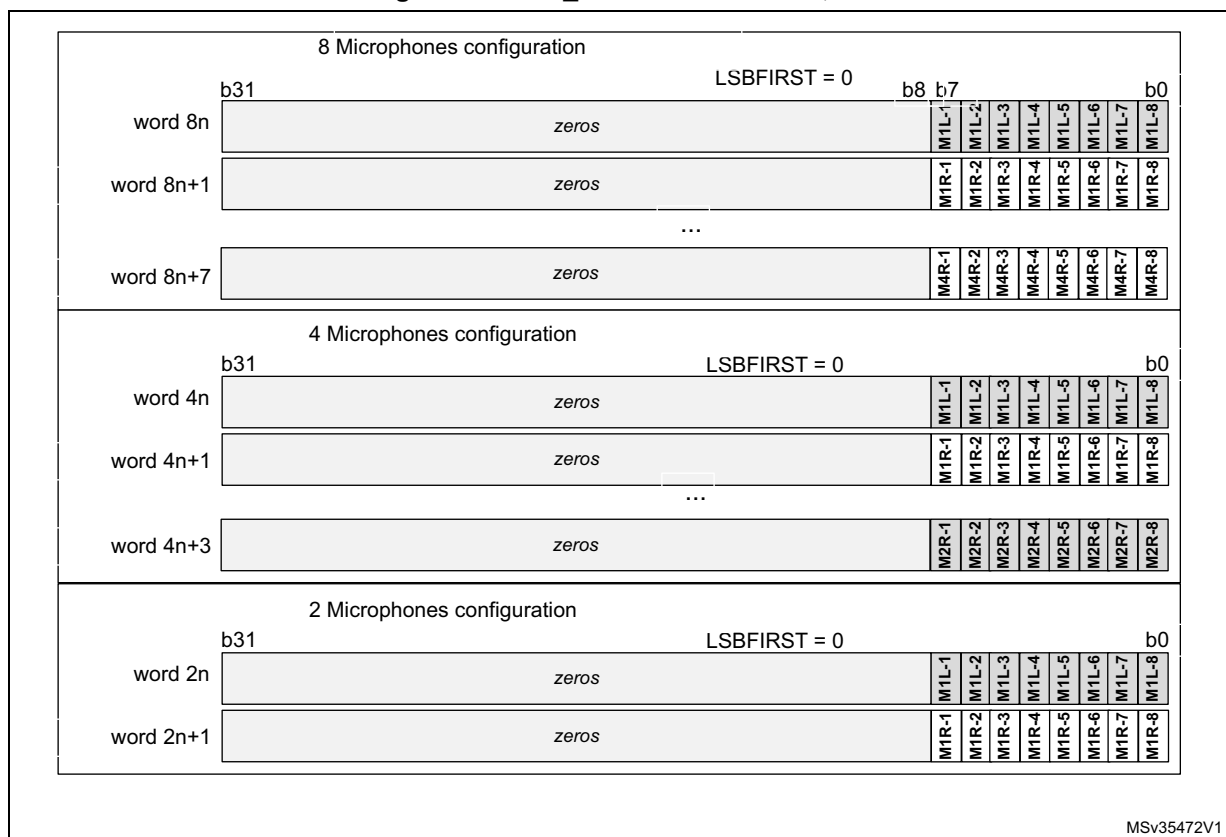 8 Microphones configuration
LSBFIRST = 0
b31 b8 b7 b0
word 8n zeros M1L-1 M1L-2 M1L-3 M1L-4 M1L-5 M1L-6 M1L-7 M1L-8
word 8n+1 zeros M1R-1 M1R-2 M1R-3 M1R-4 M1R-5 M1R-6 M1R-7 M1R-8
...
word 8n+7 zeros M4R-1 M4R-2 M4R-3 M4R-4 M4R-5 M4R-6 M4R-7 M4R-8
4 Microphones configuration
b31 LSBFIRST = 0 b0
word 4n zeros M1L-1 M1L-2 M1L-3 M1L-4 M1L-5 M1L-6 M1L-7 M1L-8
word 4n+1 zeros M1R-1 M1R-2 M1R-3 M1R-4 M1R-5 M1R-6 M1R-7 M1R-8
...
word 4n+3 zeros M2R-1 M2R-2 M2R-3 M2R-4 M2R-5 M2R-6 M2R-7 M2R-8
2 Microphones configuration
b31 LSBFIRST = 0 b0
word 2n zeros M1L-1 M1L-2 M1L-3 M1L-4 M1L-5 M1L-6 M1L-7 M1L-8
word 2n+1 zeros M1R-1 M1R-2 M1R-3 M1R-4 M1R-5 M1R-6 M1R-7 M1R-8
MSv35472V1